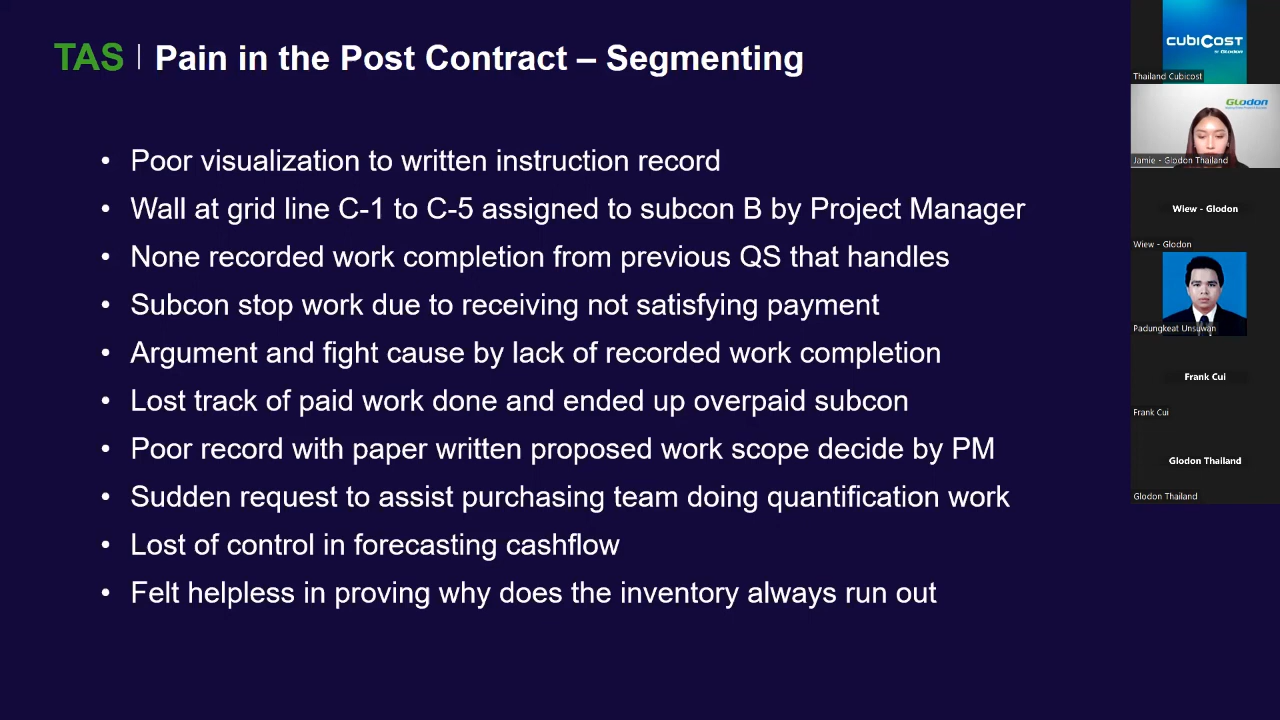 TAS | Pain in the Post Contract – Segmenting
• Poor visualization to written instruction record
• Wall at grid line C-1 to C-5 assigned to subcon B by Project Manager
• None recorded work completion from previous QS that handles
• Subcon stop work due to receiving not satisfying payment
• Argument and fight cause by lack of recorded work completion
• Lost track of paid work done and ended up overpaid subcon
• Poor record with paper written proposed work scope decide by PM
• Sudden request to assist purchasing team doing quantification work
• Lost of control in forecasting cashflow
• Felt helpless in proving why does the inventory always run out
CUBICOST
BY Glodon
Thailand Cubicost
Glodon
Jamie - Glodon Thailand
Wiew - Glodon
Wiew - Glodon
Padungkeat Unsuwan
Frank Cui
Frank Cui
Glodon Thailand
Glodon Thailand